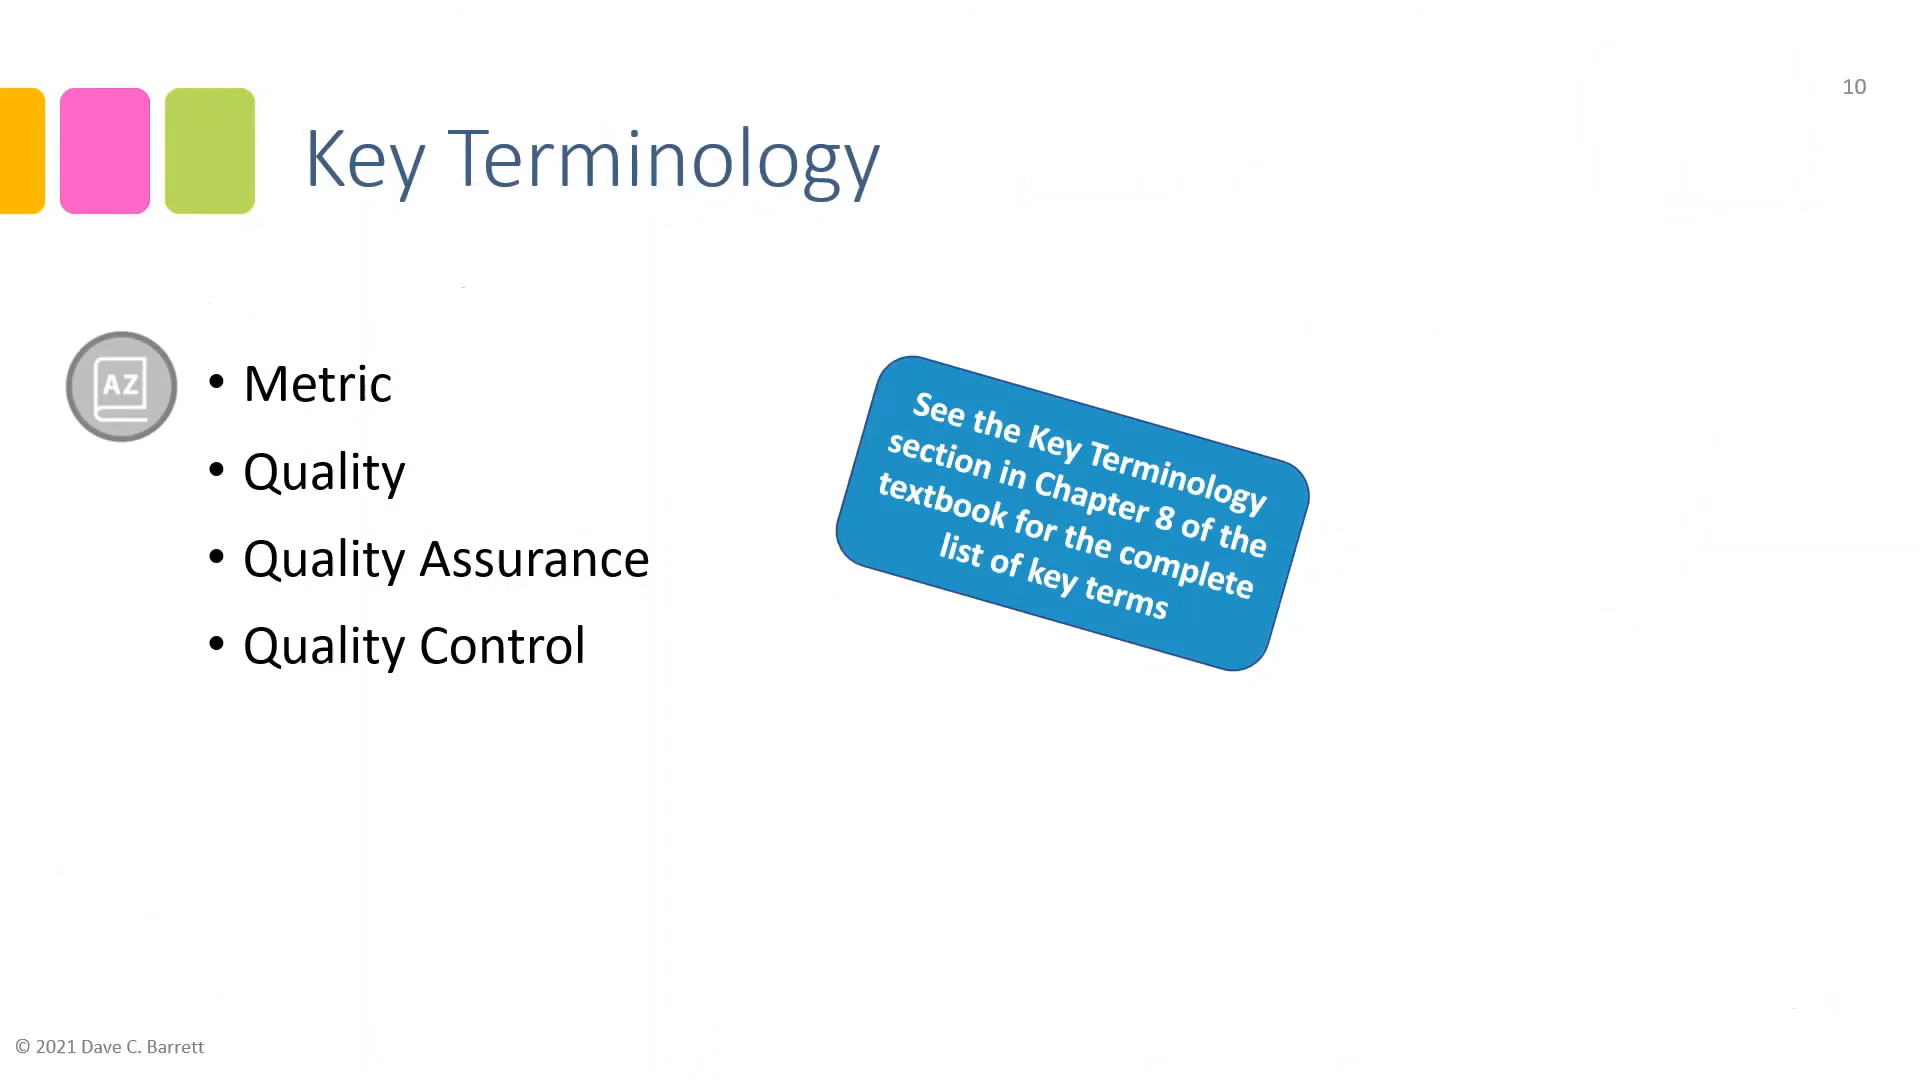 10
Key Terminology
AZ
• Metric
• Quality
• Quality Assurance
• Quality Control
See the Key Terminology
section in Chapter 8 of the
textbook for the complete
list of key terms
© 2021 Dave C. Barrett